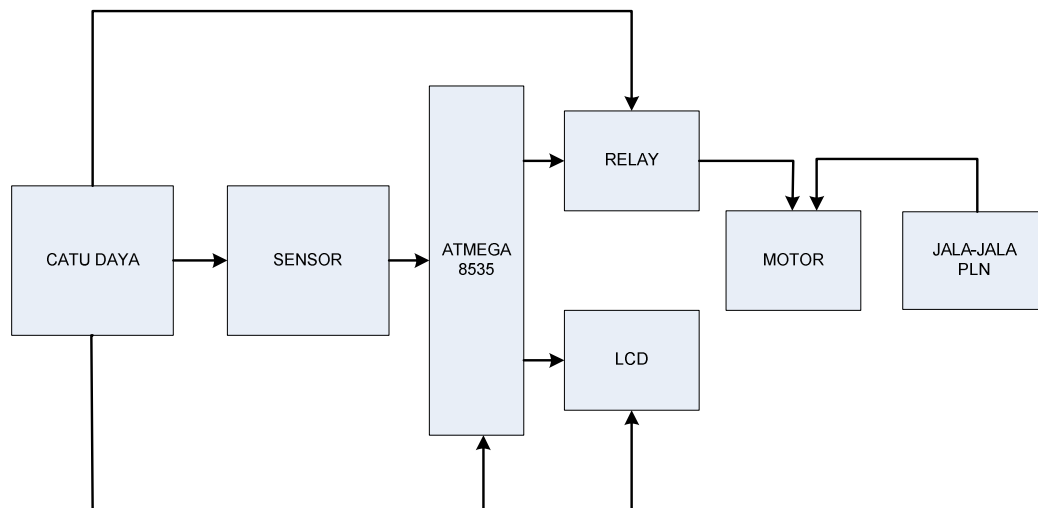 RELAY
CATU DAYA
SENSOR
ATMEGA
8535
MOTOR
JALA-JALA
PLN
LCD